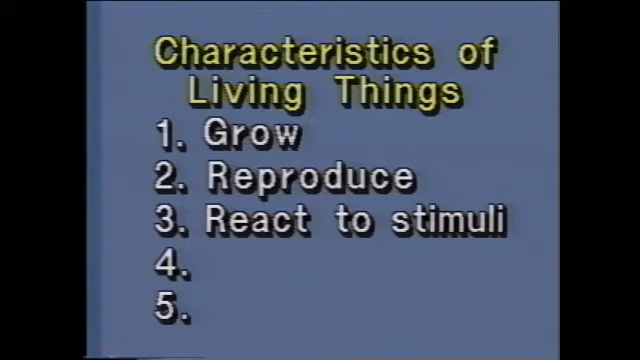 Characteristics of
Living Things
1. Grow
2. Reproduce
3. React to stimuli
4.
5.